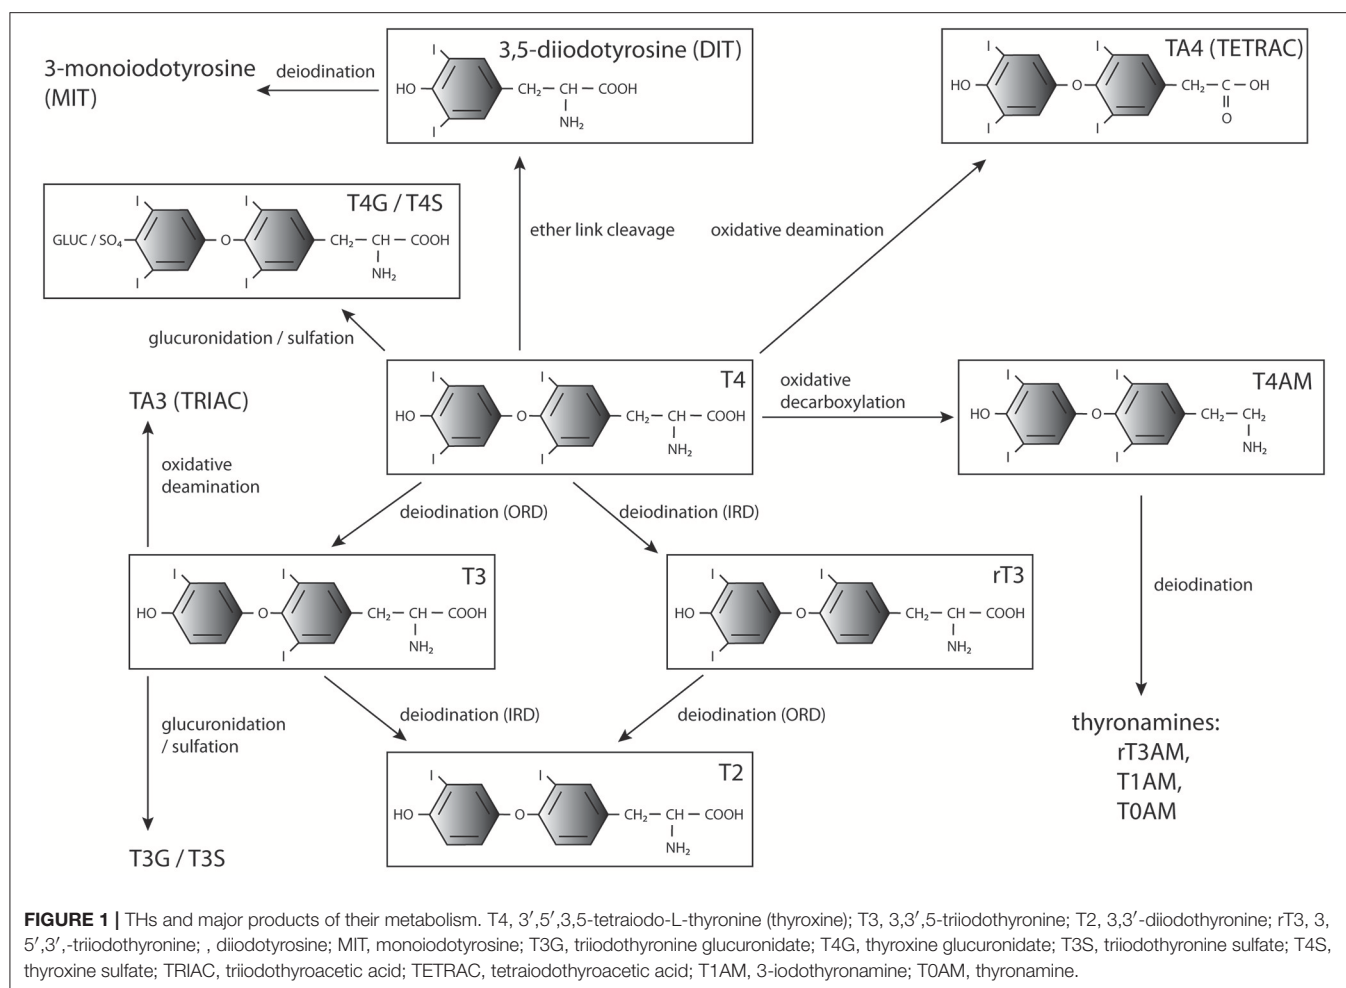 3-monoiodotyrosine
(MIT)
deiodination
3,5-diiodotyrosine (DIT)
I
HO
CH₂ — CH — COOH
NH₂
I
TA4 (TETRAC)
I
I
HO
O
CH₂ — C — OH
O
I
I
T4G / T4S
I
I
GLUC / SO₄
O
CH₂ — CH — COOH
NH₂
I
I
ether link cleavage
oxidative deamination
glucuronidation / sulfation
T4
I
I
HO
O
CH₂ — CH — COOH
NH₂
I
I
oxidative
decarboxylation
T4AM
I
I
HO
O
CH₂ — CH₂
NH₂
I
I
TA3 (TRIAC)
oxidative
deamination
deiodination (ORD)
deiodination (IRD)
T3
I
I
HO
O
CH₂ — CH — COOH
NH₂
I
rT3
I
I
HO
O
CH₂ — CH — COOH
NH₂
I
deiodination
glucuronidation
/ sulfation
deiodination (IRD)
deiodination (ORD)
T2
I
I
HO
O
CH₂ — CH — COOH
NH₂
thyronamines:
rT3AM,
T1AM,
T0AM
T3G / T3S
FIGURE 1 | THs and major products of their metabolism. T4, 3′,5′,3,5-tetraiodo-L-thyronine (thyroxine); T3, 3,3′,5-triiodothyronine; T2, 3,3′-diiodothyronine; rT3, 3,
5′,3′,-triiodothyronine; , diiodotyrosine; MIT, monoiodotyrosine; T3G, triiodothyronine glucuronidate; T4G, thyroxine glucuronidate; T3S, triiodothyronine sulfate; T4S,
thyroxine sulfate; TRIAC, triiodothyroacetic acid; TETRAC, tetraiodothyroacetic acid; T1AM, 3-iodothyronamine; T0AM, thyronamine.